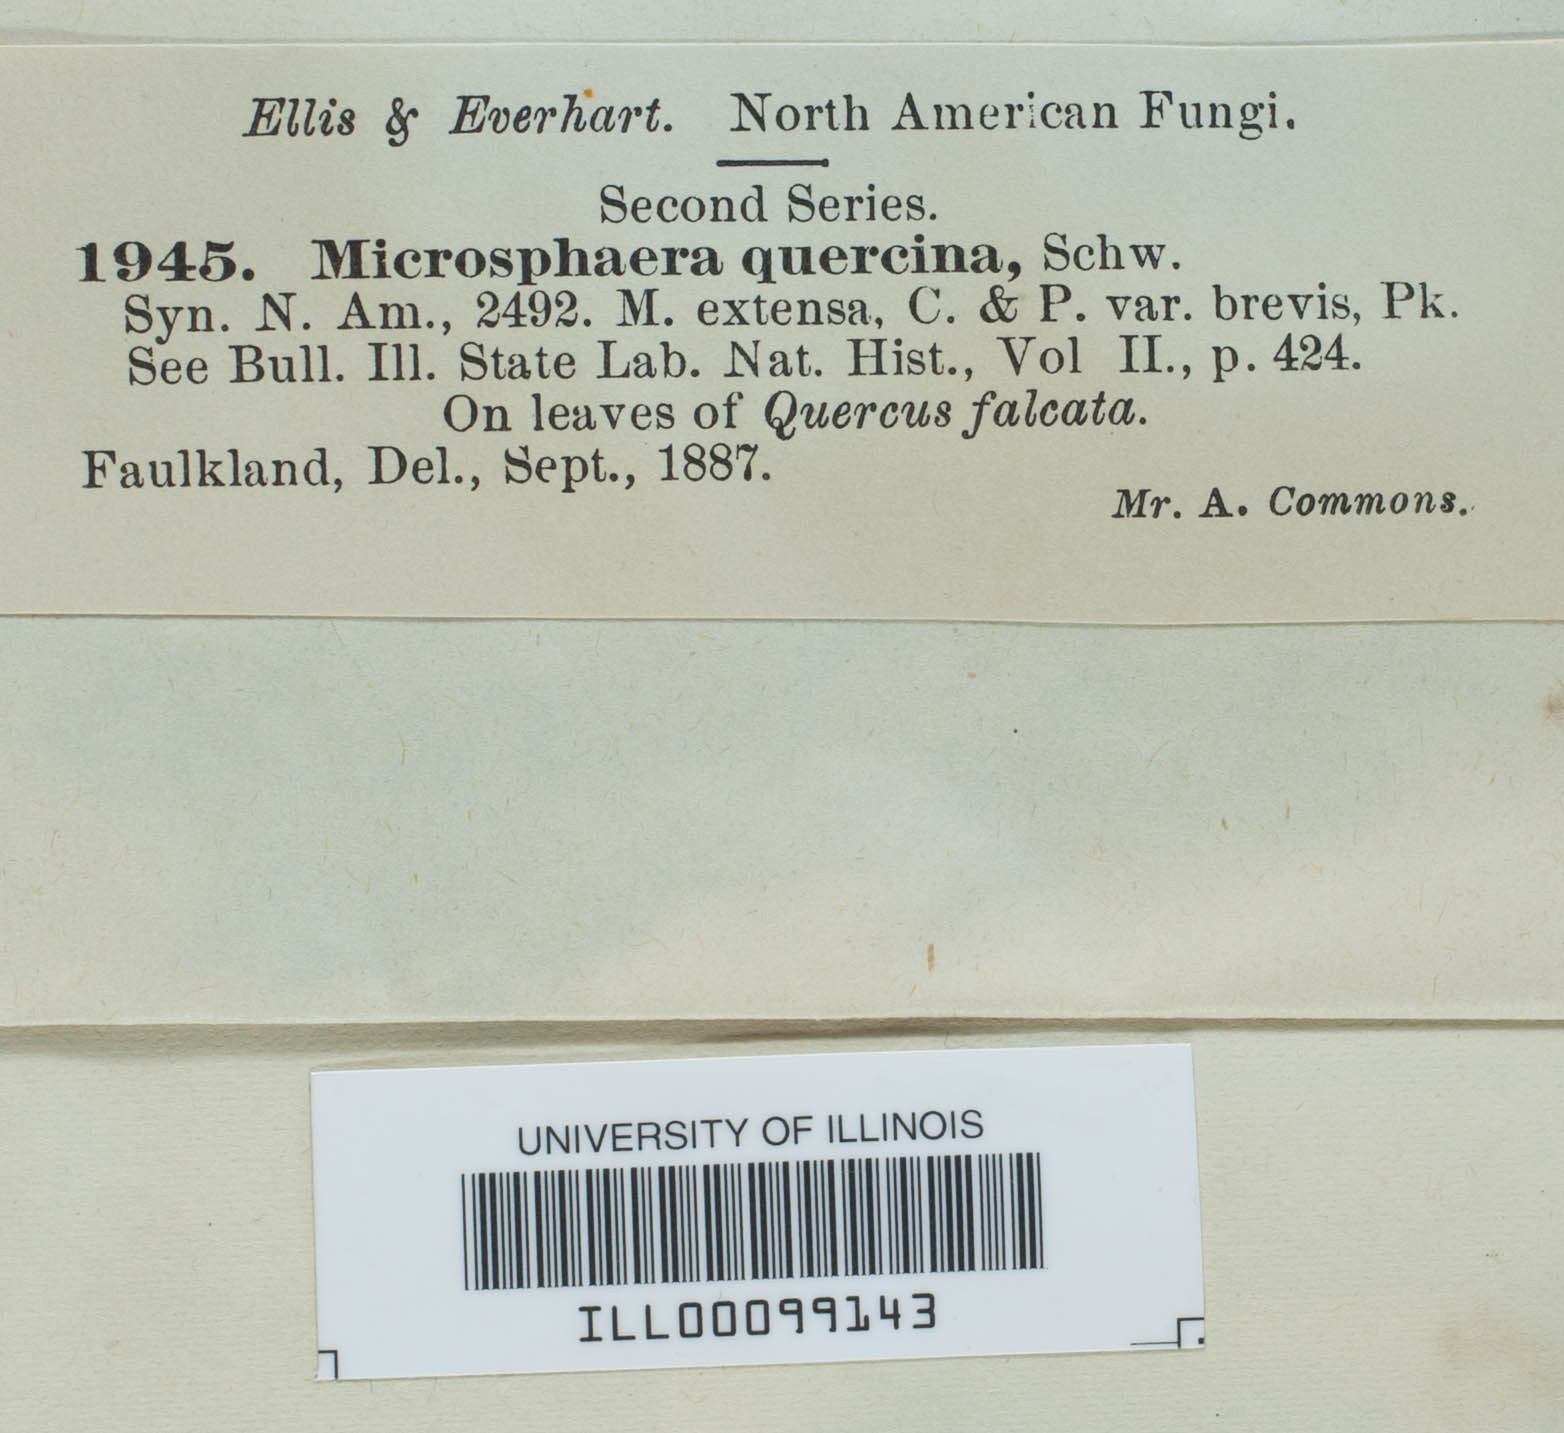 Ellis & Everhart. North American Fungi.
Second Series.
1945. Microsphaera quercina, Schw.
Syn. N. Am., 2492. M. extensa, C. & P. var. brevis, Pk.
See Bull. Ill. State Lab. Nat. Hist., Vol II., p. 424.
On leaves of Quercus falcata.
Faulkland, Del., Sept., 1887.
Mr. A. Commons.
UNIVERSITY OF ILLINOIS
ILL00099143